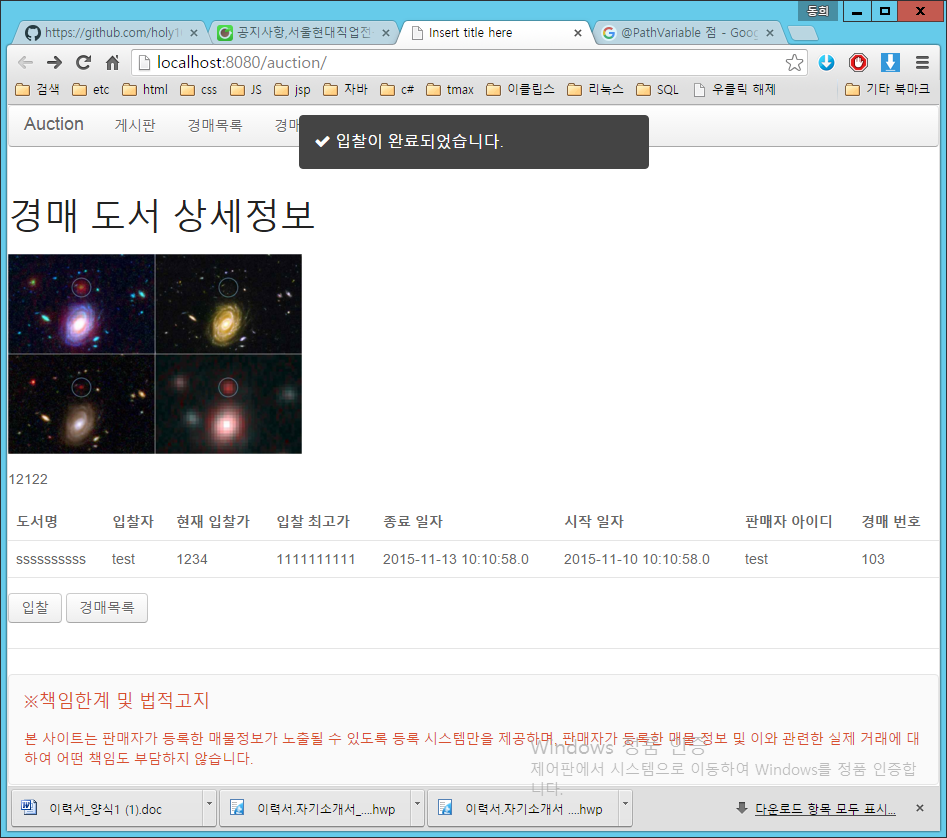 동희
https://github.com/holy1
공지사항,서울현대직업전
Insert title here
@PathVariable 점 - Goog
localhost:8080/auction/
검색 etc html css JS jsp 자바 c# tmax 이클립스 리눅스 SQL 우클릭 해제 기타 북마크
Auction 게시판 경매목록 경매
입찰이 완료되었습니다.
경매 도서 상세정보
12122
도서명 입찰자 현재 입찰가 입찰 최고가 종료 일자 시작 일자 판매자 아이디 경매 번호
ssssssssss test 1234 1111111111 2015-11-13 10:10:58.0 2015-11-10 10:10:58.0 test 103
입찰 경매목록
※책임한계 및 법적고지
본 사이트는 판매자가 등록한 매물정보가 노출될 수 있도록 등록 시스템만을 제공하며, 판매자가 등록한 매물 정보 및 이와 관련한 실제 거래에 대
하여 어떤 책임도 부담하지 않습니다.
Windows 정품 인증
제어판에서 시스템으로 이동하여 Windows를 정품 인증합
니다.
이력서_양식1 (1).doc
이력서.자기소개서_....hwp
이력서.자기소개서 ....hwp
다운로드 항목 모두 표시...